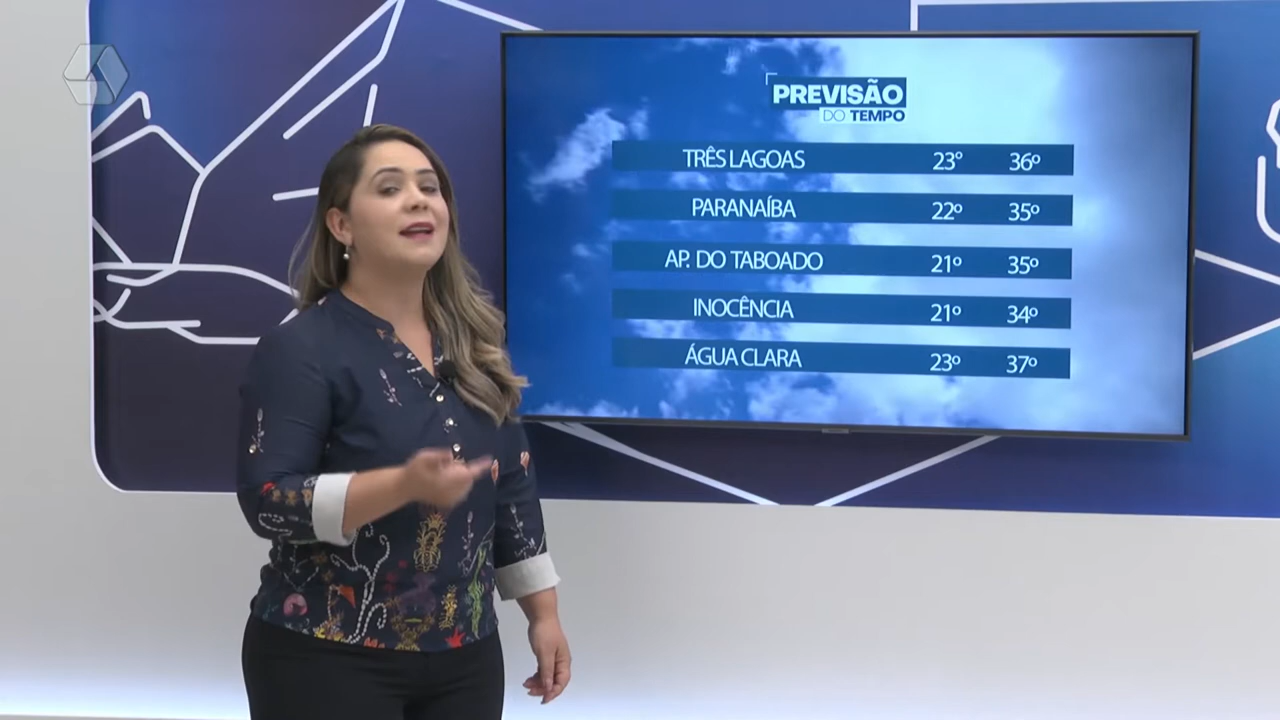 PREVISÃO
DO TEMPO
TRÊS LAGOAS 23° 36º
PARANAÍBA 22º 35º
AP. DO TABOADO 21º 35º
INOCÊNCIA 21º 34º
ÁGUA CLARA 23º 37º